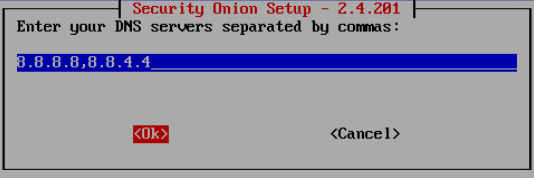 Security Onion Setup - 2.4.201
Enter your DNS servers separated by commas:
8.8.8.8,8.8.4.4
<Ok> <Cancel>